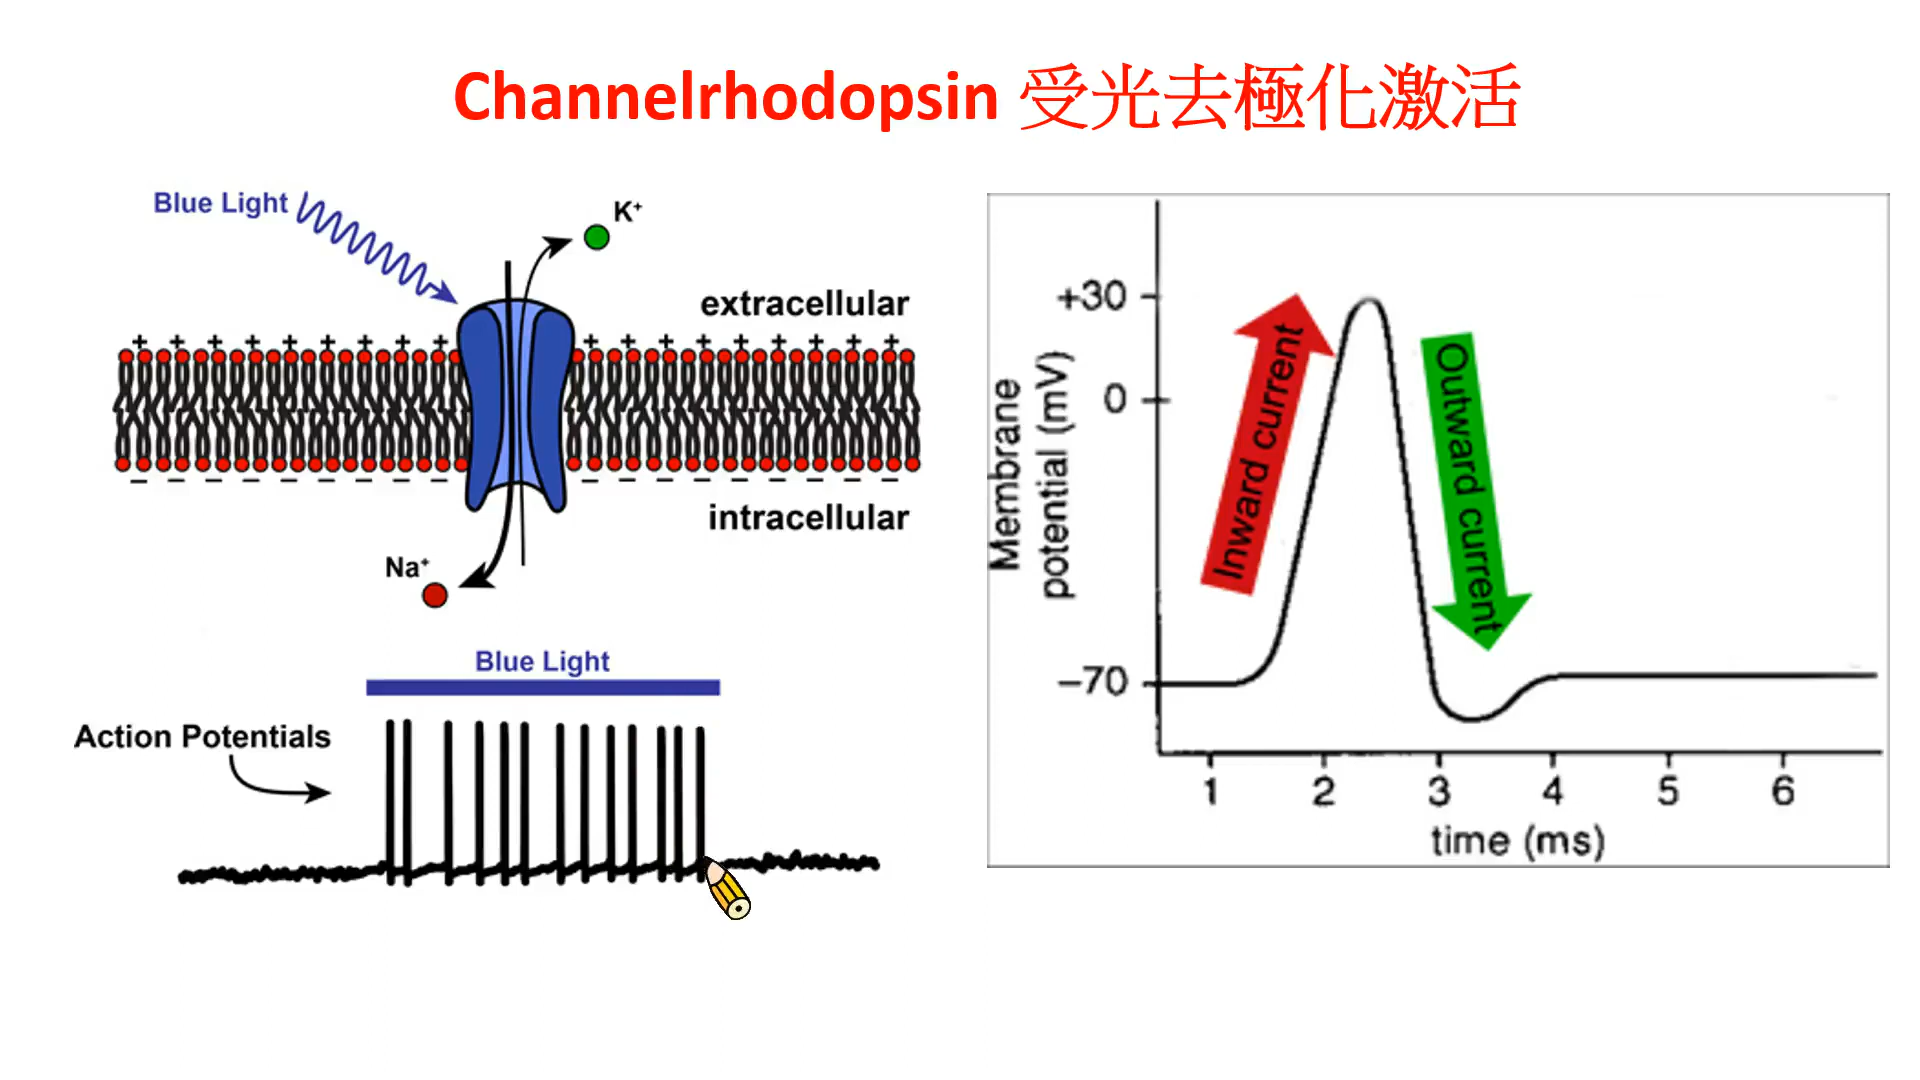 Channelrhodopsin 受光去極化激活
Blue Light
K+
extracellular
+ + + + + + + + + + + + + + + + + +
– – – – – – – – – – – – – – – – – –
intracellular
Na+
Blue Light
Action Potentials
Membrane
potential (mV)
+30
0
–70
Inward current
Outward current
1 2 3 4 5 6
time (ms)